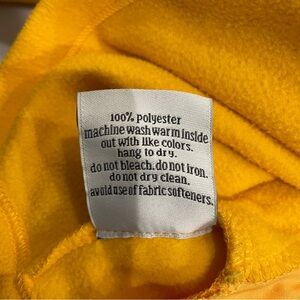 100% polyester
machine wash warm inside
out with like colors.
hang to dry.
do not bleach. do not iron.
do not dry clean.
avoid use of fabric softeners.